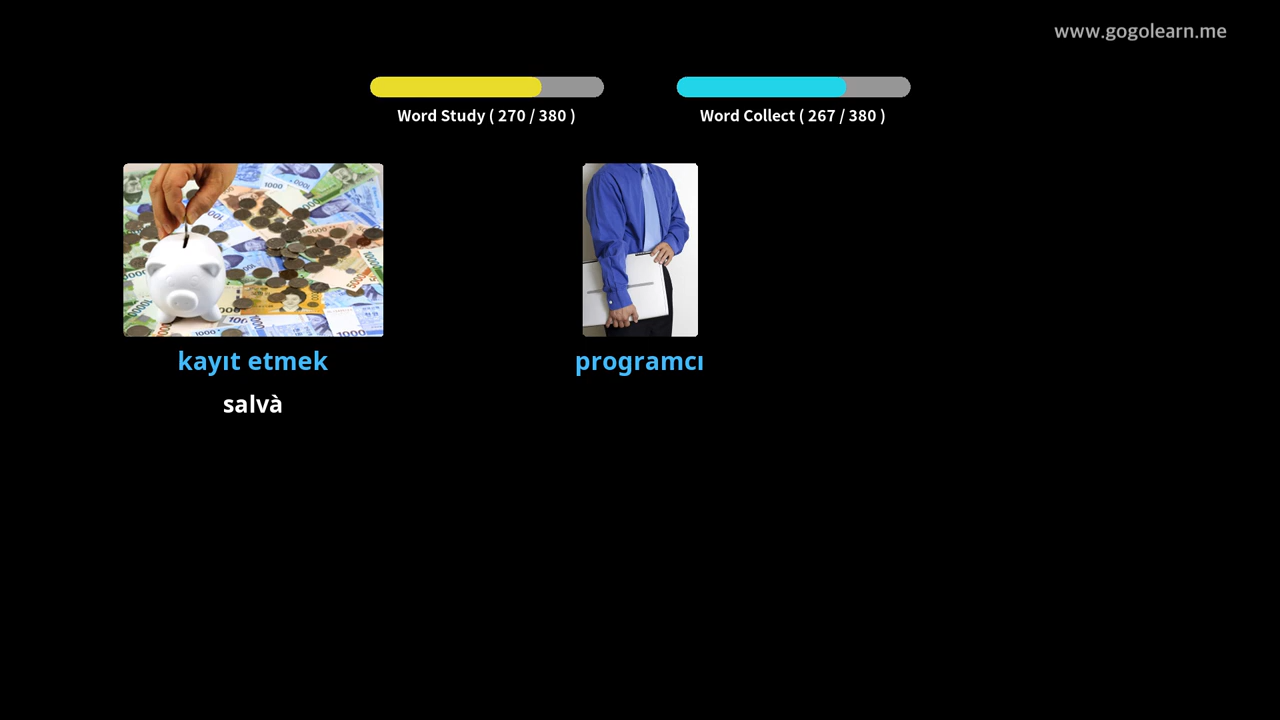 www.gogolearn.me
Word Study ( 270 / 380 )
Word Collect ( 267 / 380 )
kayıt etmek
salvà
programcı